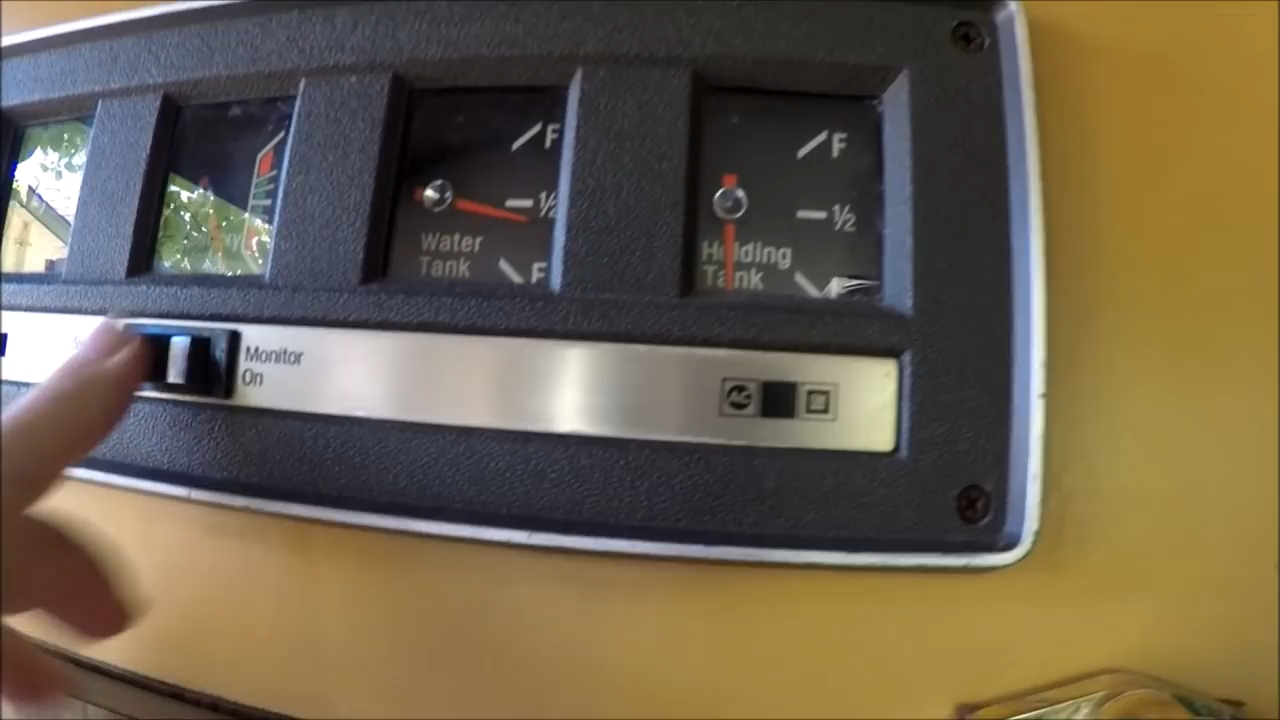 F
½
Water
Tank
F
F
½
Holding
Tank
Monitor
On